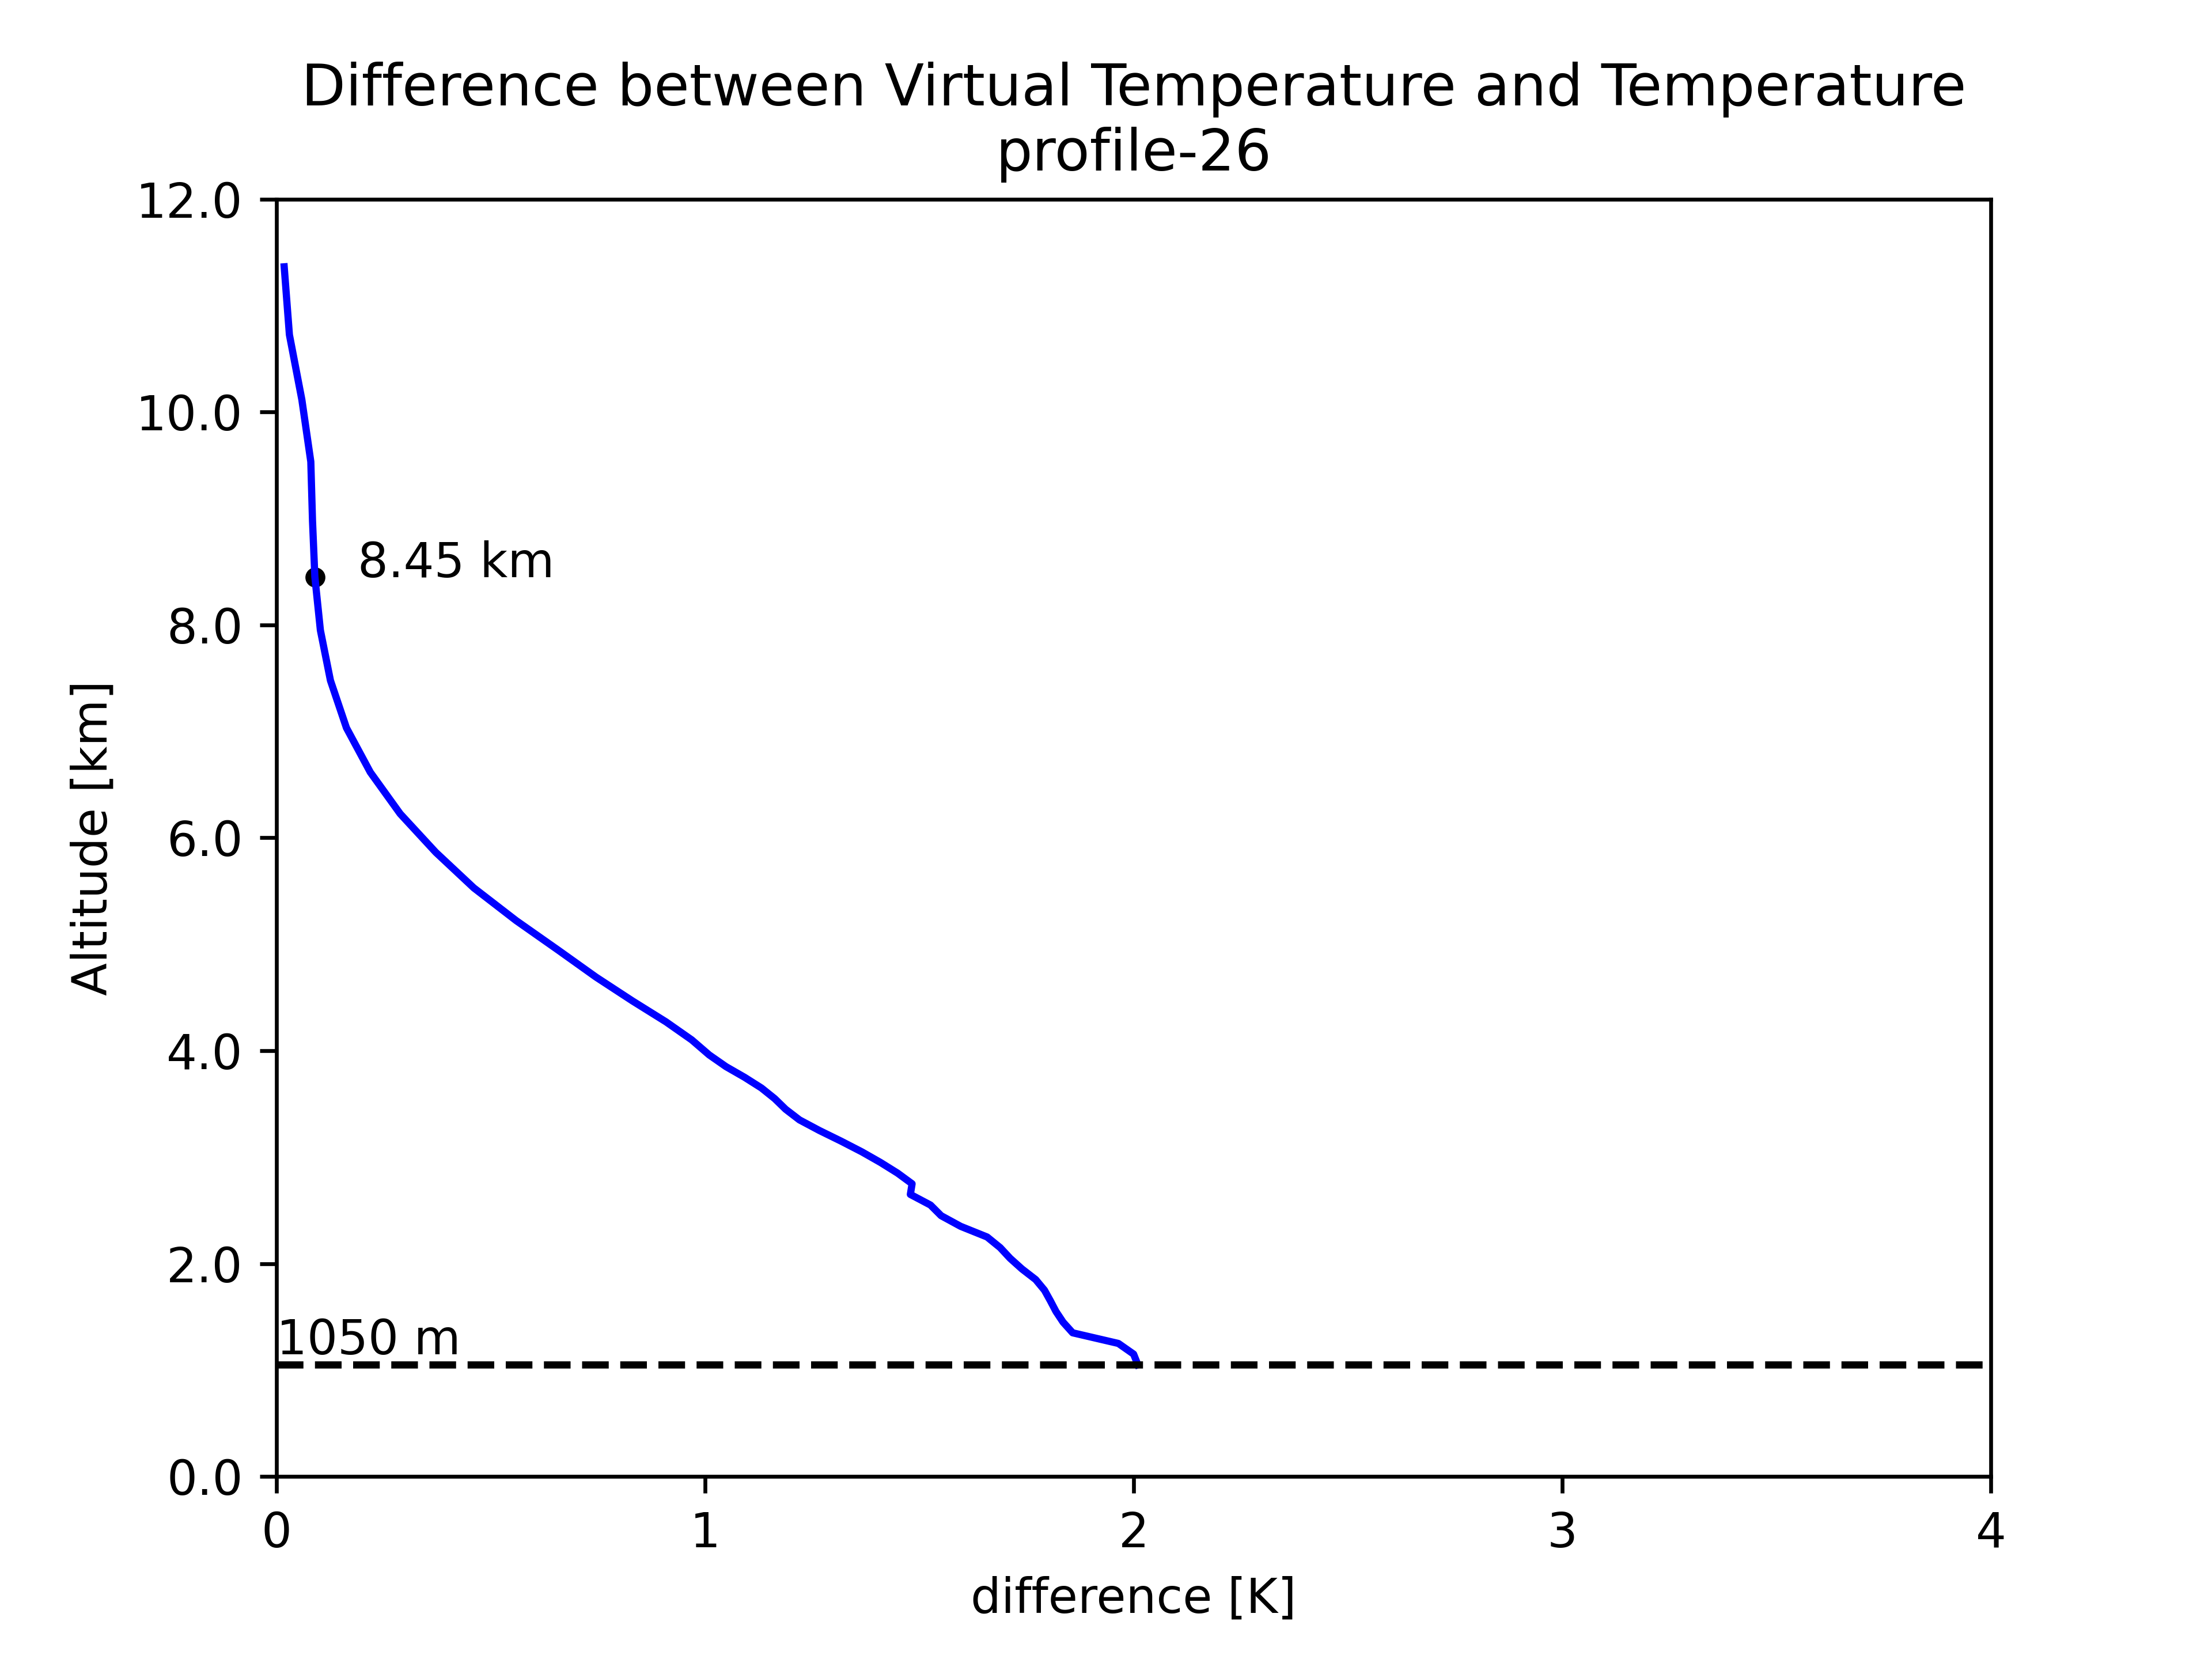 Difference between Virtual Temperature and Temperature
profile-26
12.0
10.0
8.0
6.0
4.0
2.0
0.0
Altitude [km]
8.45 km
1050 m
0 1 2 3 4
difference [K]